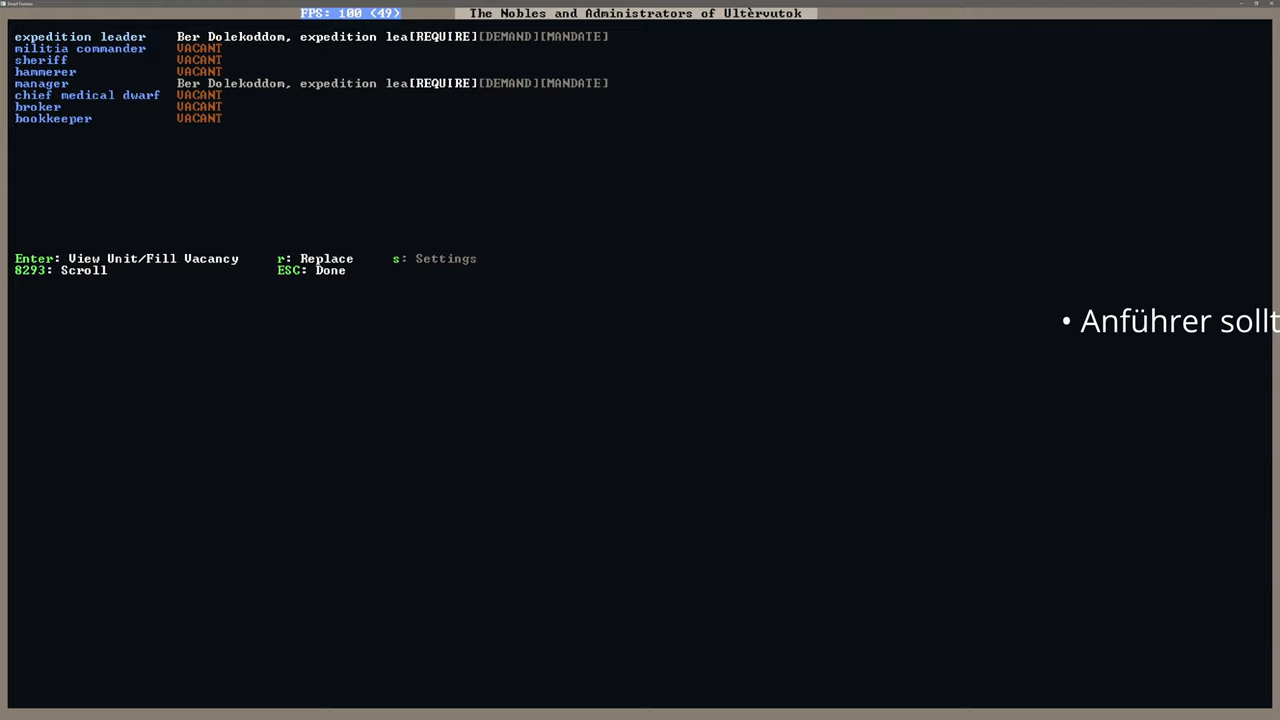 Dwarf Fortress
FPS: 100 (49)
The Nobles and Administrators of Ultèrvutok
expedition leader Ber Dolekoddom, expedition lea[REQUIRE][DEMAND][MANDATE]
militia commander VACANT
sheriff VACANT
hammerer VACANT
manager Ber Dolekoddom, expedition lea[REQUIRE][DEMAND][MANDATE]
chief medical dwarf VACANT
broker VACANT
bookkeeper VACANT
Enter: View Unit/Fill Vacancy r: Replace s: Settings
8293: Scroll ESC: Done
• Anführer sollt